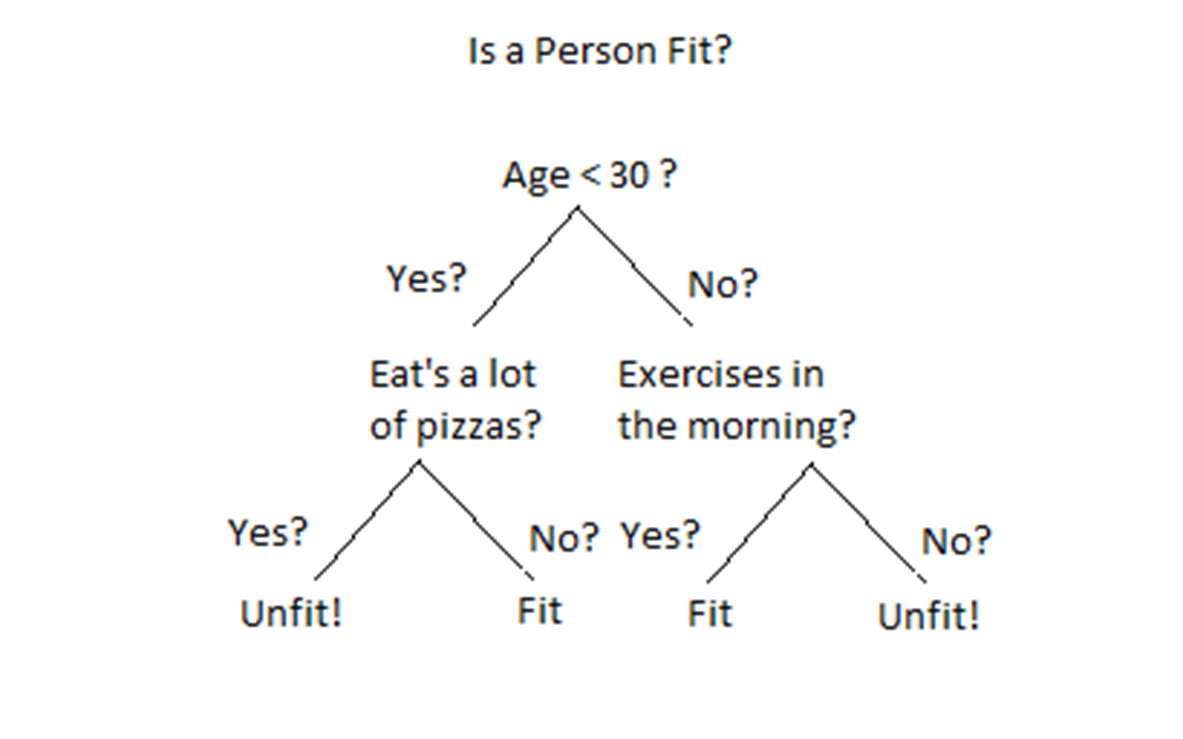 Is a Person Fit?
Age < 30 ?
Yes?
No?
Eat's a lot
of pizzas?
Exercises in
the morning?
Yes?
No?
Yes?
No?
Unfit!
Fit
Fit
Unfit!